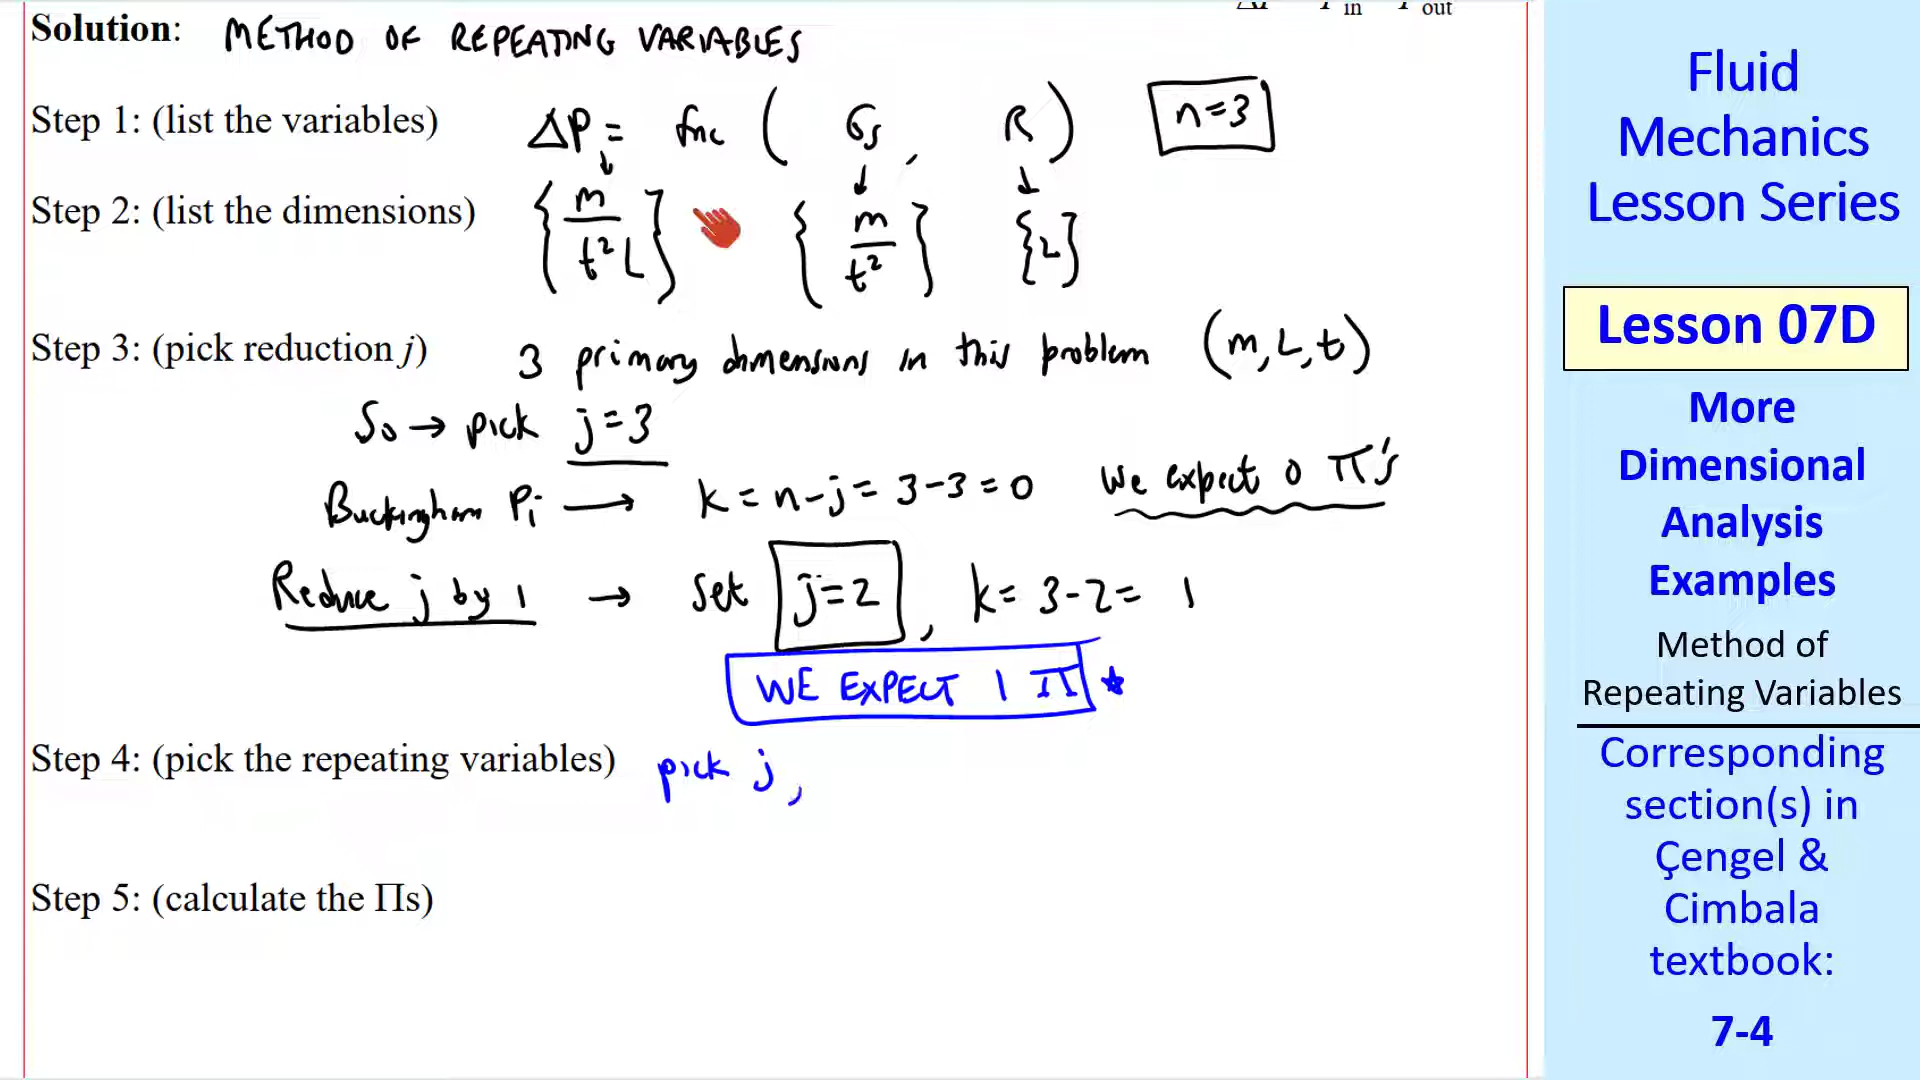 ΔP = P in − P out
Solution: METHOD OF REPEATING VARIABLES
Step 1: (list the variables) ΔP = fnc ( σs , R ) n=3
Step 2: (list the dimensions) { m / t² L } { m / t² } { L }
Step 3: (pick reduction j) 3 primary dimensions in this problem (m, L, t)
So → pick j=3
Buckingham Pi → k = n-j = 3-3 = 0 We expect 0 Π's
Reduce j by 1 → set j=2 , k= 3-2= 1
WE EXPECT 1 Π ★
Step 4: (pick the repeating variables) pick j,
Step 5: (calculate the Πs)
Fluid
Mechanics
Lesson Series
Lesson 07D
More
Dimensional
Analysis
Examples
Method of
Repeating Variables
Corresponding
section(s) in
Çengel &
Cimbala
textbook:
7-4